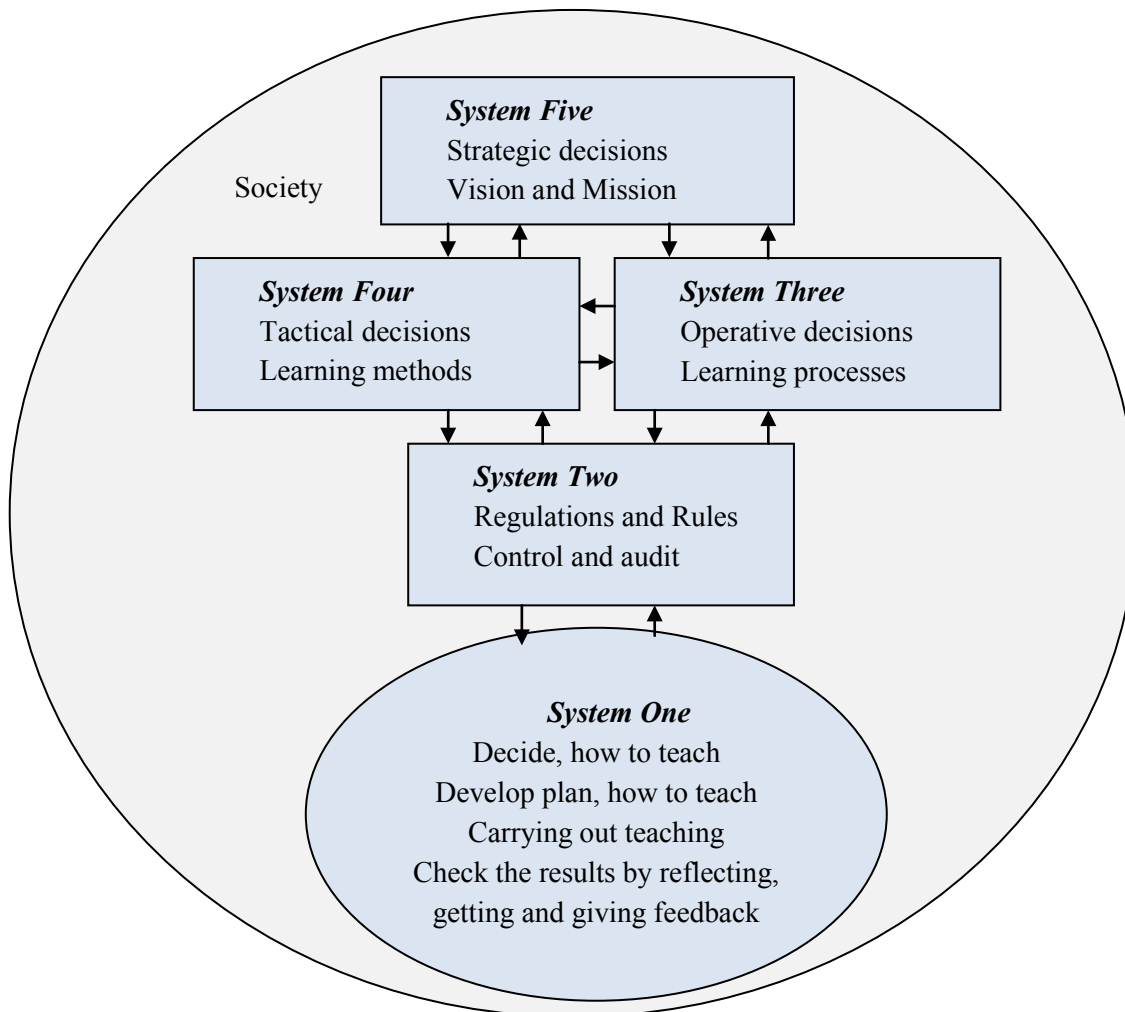 System Five
Strategic decisions
Vision and Mission
Society
System Four
Tactical decisions
Learning methods
System Three
Operative decisions
Learning processes
System Two
Regulations and Rules
Control and audit
System One
Decide, how to teach
Develop plan, how to teach
Carrying out teaching
Check the results by reflecting,
getting and giving feedback